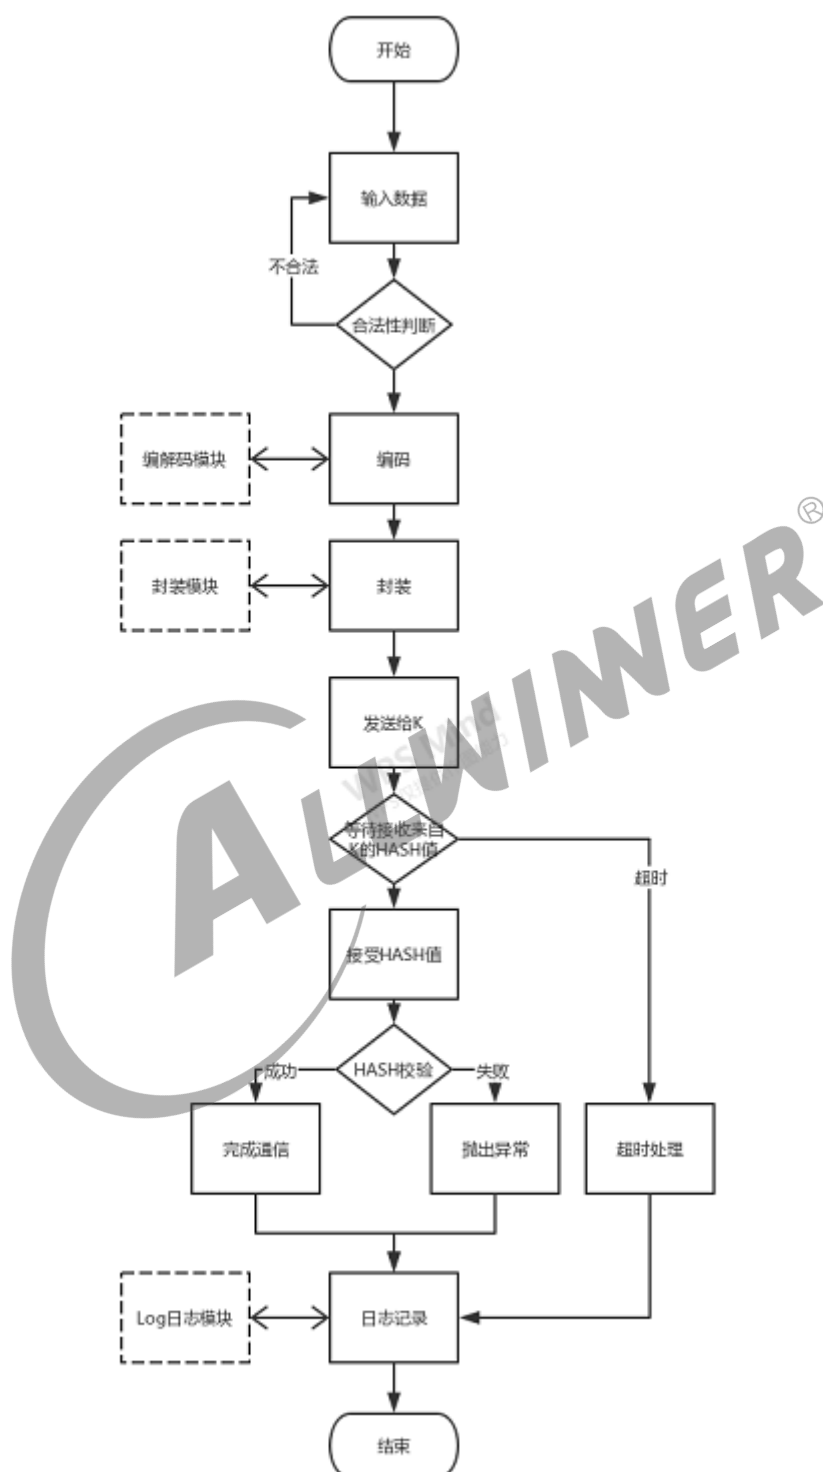 开始
输入数据
不合法
合法性判断
编解码模块
编码
封装模块
封装
发送给K
等待接收来自
K的HASH值
超时
接受HASH值
HASH校验
成功
失败
完成通信
抛出异常
超时处理
Log日志模块
日志记录
结束
ALLWINNER®
WPS Mind